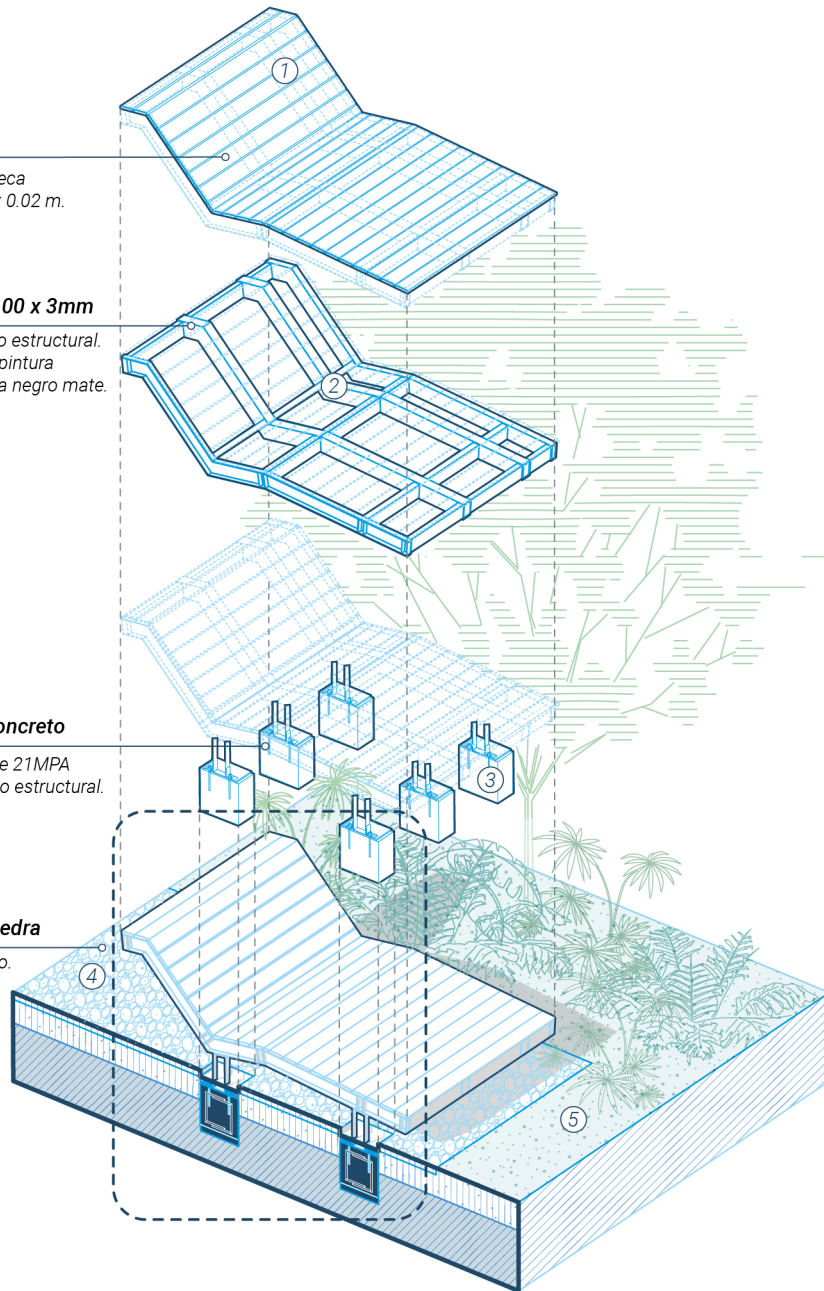 1
eca
x 0.02 m.
00 x 3mm
o estructural.
pintura
a negro mate.
2
oncreto
e 21MPA
o estructural.
3
edra
o.
4
5